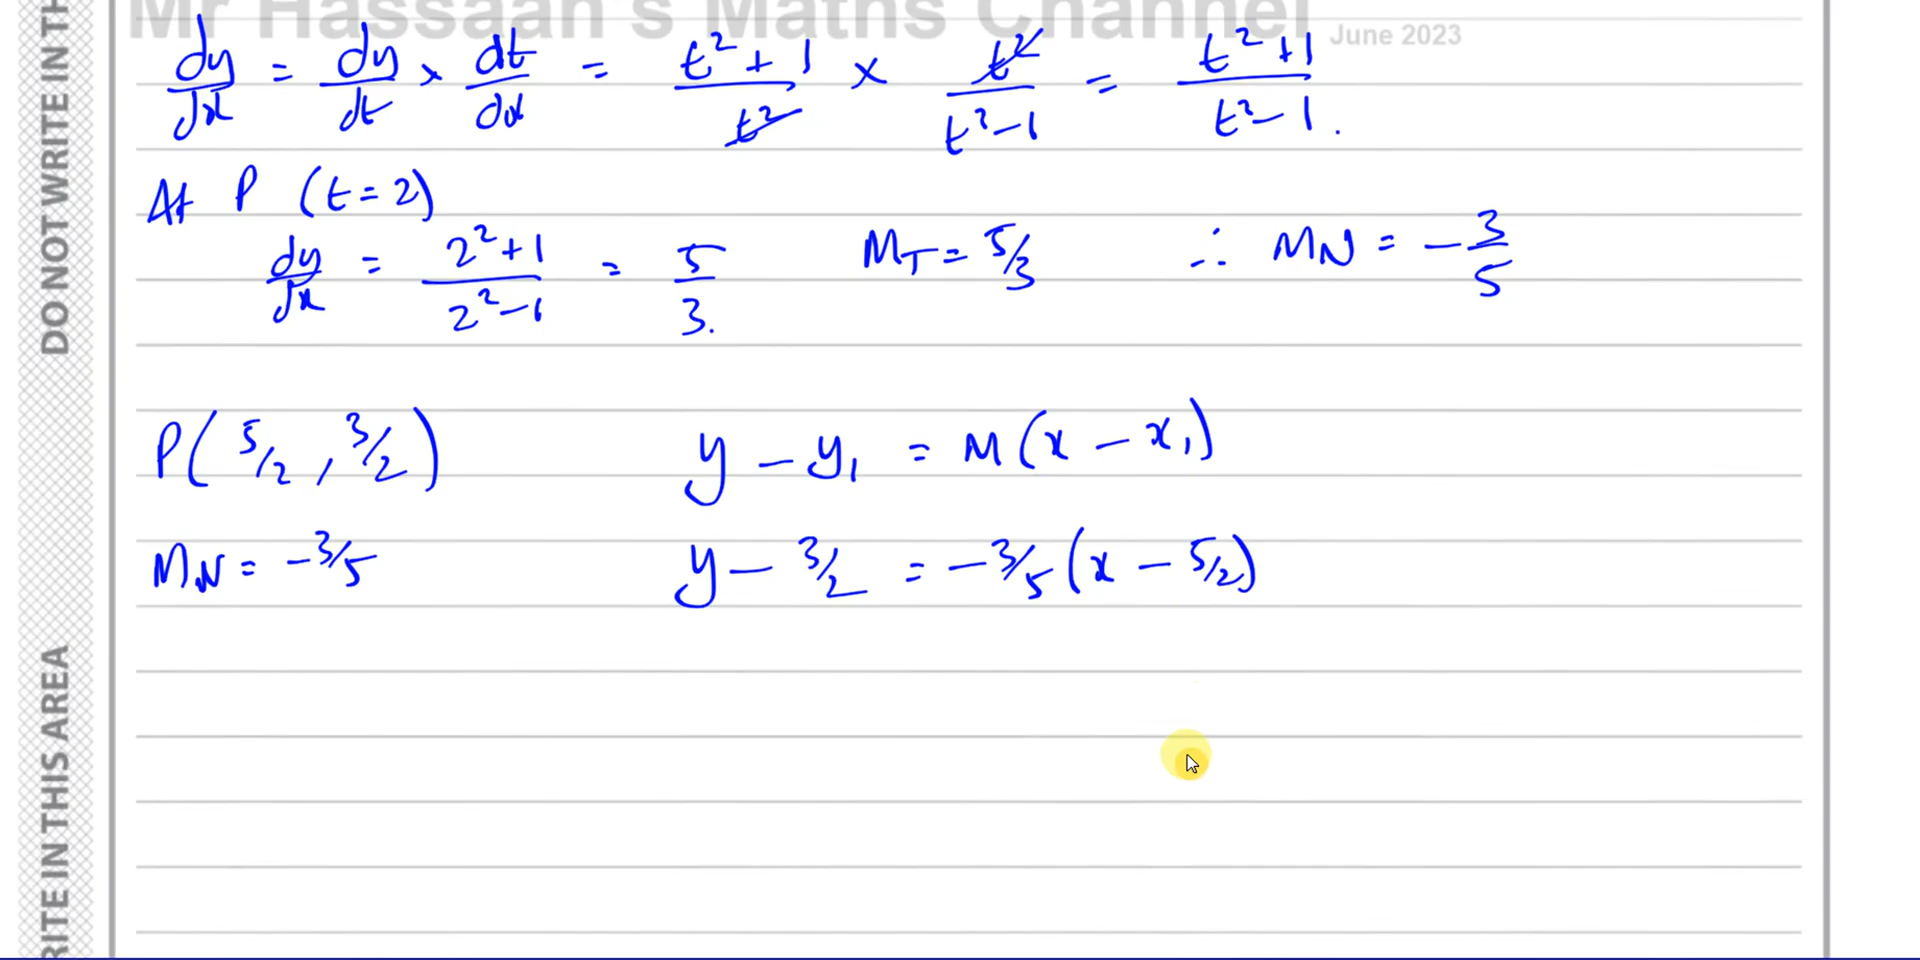 Mr Hassaan's Maths Channel
June 2023
dy/dx = dy/dt × dt/dx = t²+1/t² × t²/t²-1 = t²+1/t²-1.
At P (t=2)
dy/dx = 2²+1/2²-1 = 5/3. M_T = 5/3 ∴ M_N = -3/5
P(5/2, 3/2) y - y₁ = M(x - x₁)
M_N = -3/5 y - 3/2 = -3/5(x - 5/2)
DO NOT WRITE IN TH
RITE IN THIS AREA